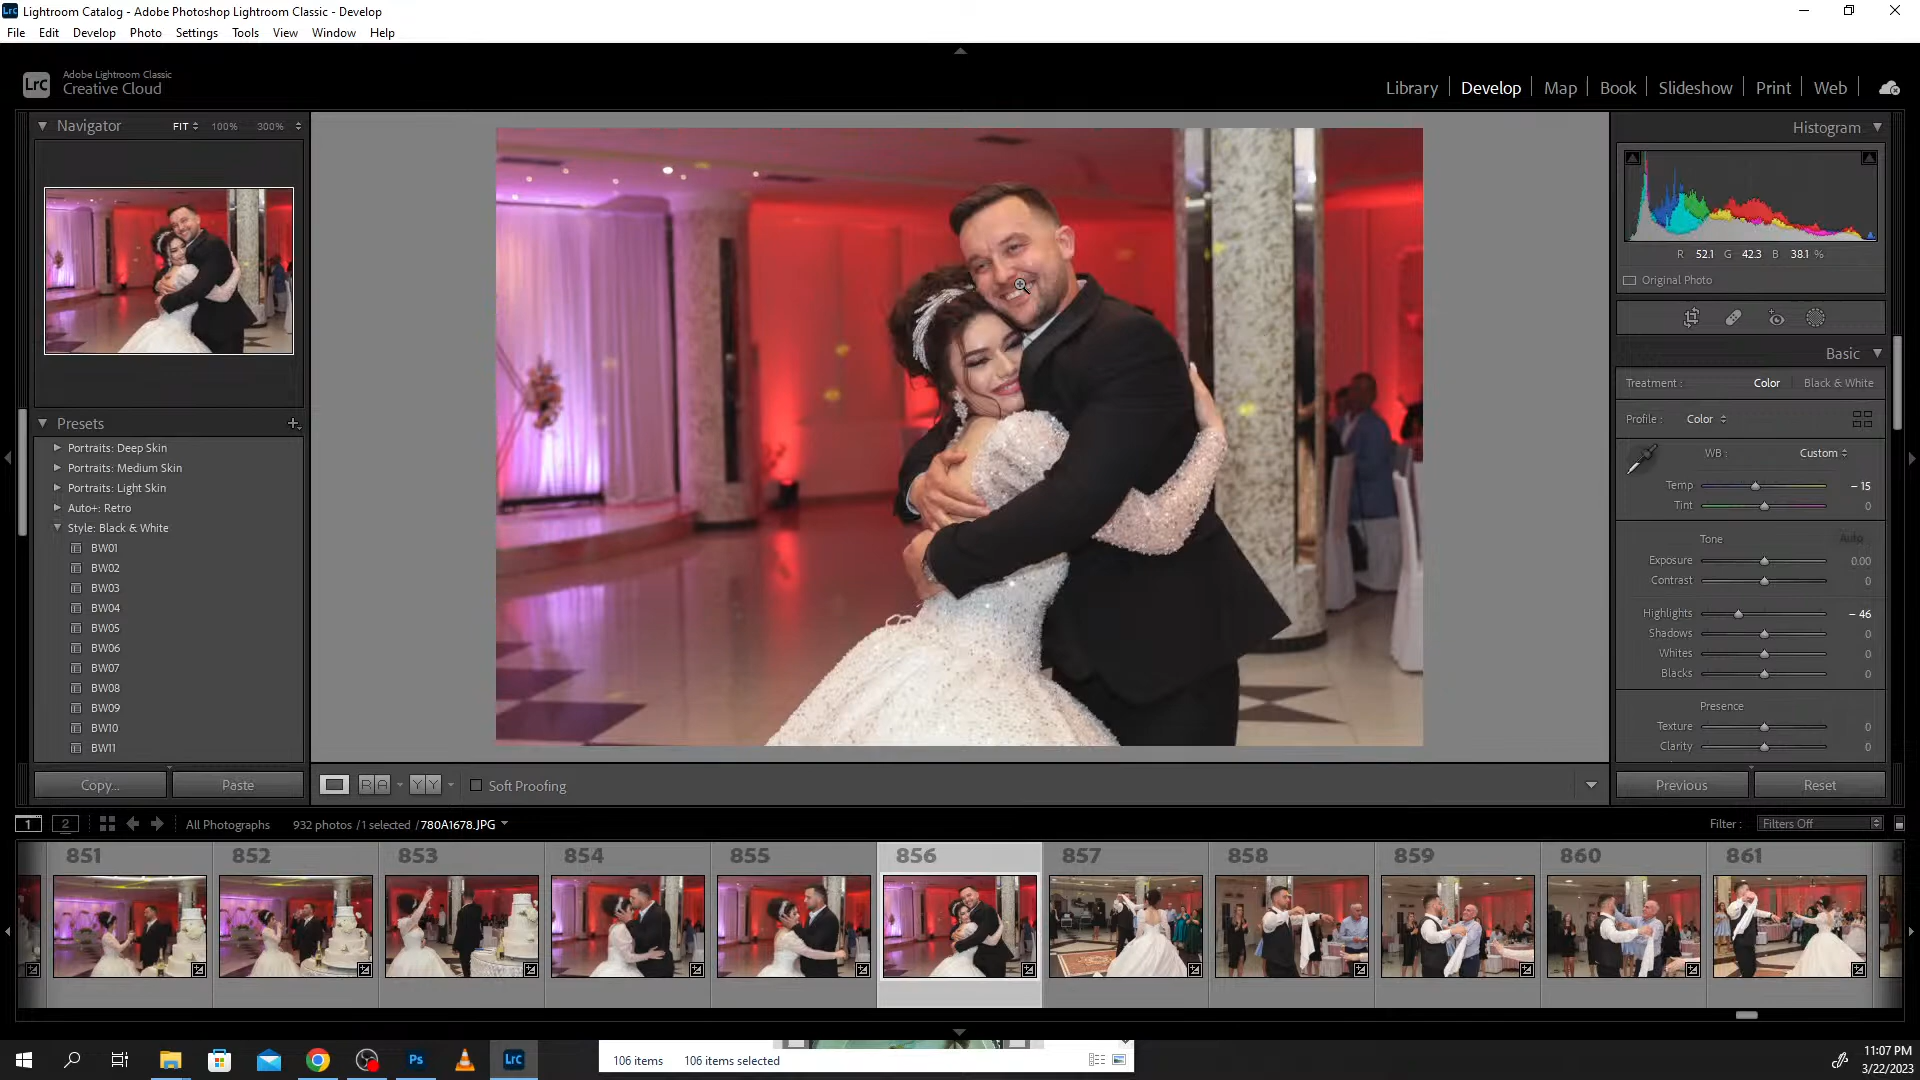 Lightroom Catalog - Adobe Photoshop Lightroom Classic - Develop
File Edit Develop Photo Settings Tools View Window Help
LrC Adobe Lightroom Classic
Creative Cloud
Library Develop Map Book Slideshow Print Web
Navigator FIT 100% 300%
Presets
Portraits: Deep Skin
Portraits: Medium Skin
Portraits: Light Skin
Auto+: Retro
Style: Black & White
BW01
BW02
BW03
BW04
BW05
BW06
BW07
BW08
BW09
BW10
BW11
Copy... Paste
Histogram
R 52.1 G 42.3 B 38.1 %
Original Photo
Basic
Treatment : Color Black & White
Profile : Color
WB : Custom
Temp – 15
Tint 0
Tone Auto
Exposure 0.00
Contrast 0
Highlights – 46
Shadows 0
Whites 0
Blacks 0
Presence
Texture 0
Clarity 0
Previous Reset
R A Y Y Soft Proofing
1 2 All Photographs 932 photos / 1 selected / 780A1678.JPG Filter : Filters Off
851 852 853 854 855 856 857 858 859 860 861
Ps LrC
106 items 106 items selected
11:07 PM
3/22/2023